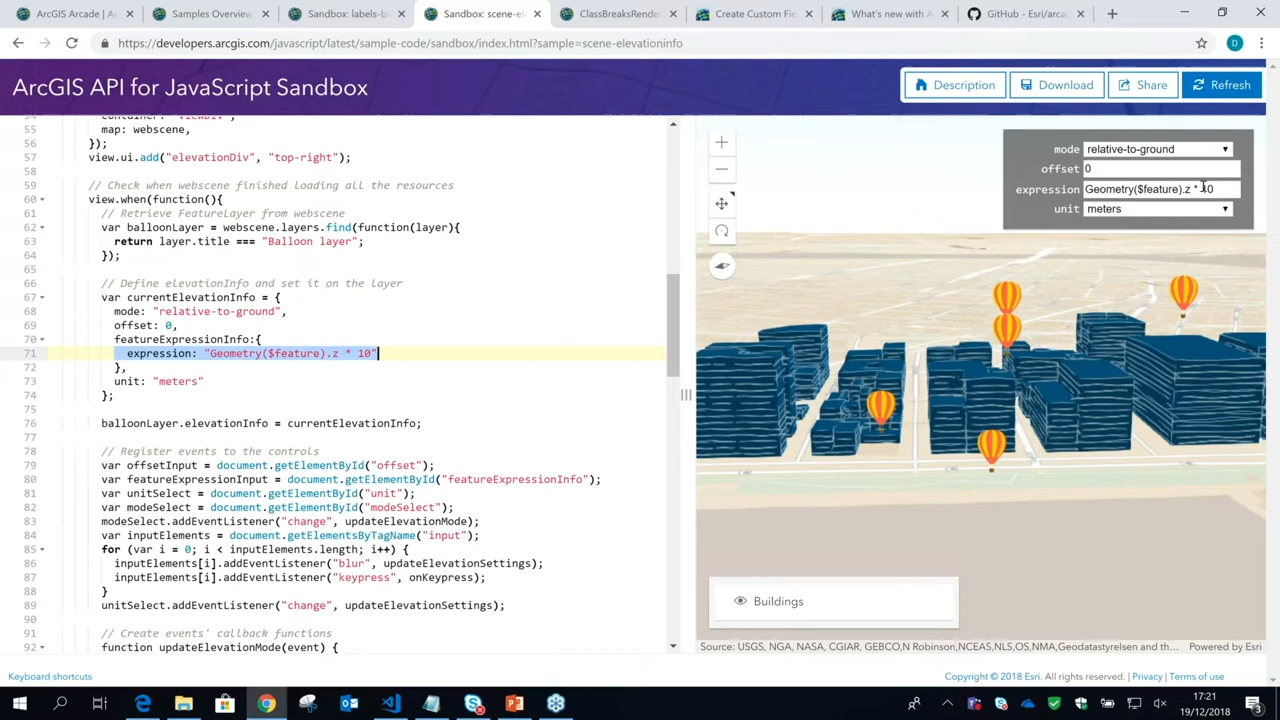 ArcGIS Arcade | A
Samples Overview
Sandbox: labels-ba
Sandbox: scene-el
ClassBreaksRende
Create Custom Fie
What's new with A
GitHub - Esri/arca
https://developers.arcgis.com/javascript/latest/sample-code/sandbox/index.html?sample=scene-elevationinfo
D
ArcGIS API for JavaScript Sandbox
Description
Download
Share
Refresh
55 map: webscene,
56 });
57 view.ui.add("elevationDiv", "top-right");
58
59 // Check when webscene finished loading all the resources
60 view.when(function(){
61 // Retrieve FeatureLayer from webscene
62 var balloonLayer = webscene.layers.find(function(layer){
63 return layer.title === "Balloon layer";
64 });
65
66 // Define elevationInfo and set it on the layer
67 var currentElevationInfo = {
68 mode: "relative-to-ground",
69 offset: 0,
70 featureExpressionInfo:{
71 expression: "Geometry($feature).z * 10"
72 },
73 unit: "meters"
74 };
75
76 balloonLayer.elevationInfo = currentElevationInfo;
77
78 // Register events to the controls
79 var offsetInput = document.getElementById("offset");
80 var featureExpressionInput = document.getElementById("featureExpressionInfo");
81 var unitSelect = document.getElementById("unit");
82 var modeSelect = document.getElementById("modeSelect");
83 modeSelect.addEventListener("change", updateElevationMode);
84 var inputElements = document.getElementsByTagName("input");
85 for (var i = 0; i < inputElements.length; i++) {
86 inputElements[i].addEventListener("blur", updateElevationSettings);
87 inputElements[i].addEventListener("keypress", onKeypress);
88 }
89 unitSelect.addEventListener("change", updateElevationSettings);
90
91 // Create events' callback functions
92 function updateElevationMode(event) {
mode relative-to-ground
offset 0
expression Geometry($feature).z * 10
unit meters
Buildings
Source: USGS, NGA, NASA, CGIAR, GEBCO,N Robinson,NCEAS,NLS,OS,NMA,Geodatastyrelsen and th...
Powered by Esri
Keyboard shortcuts
Copyright © 2018 Esri. All rights reserved. | Privacy | Terms of use
17:21
19/12/2018
3